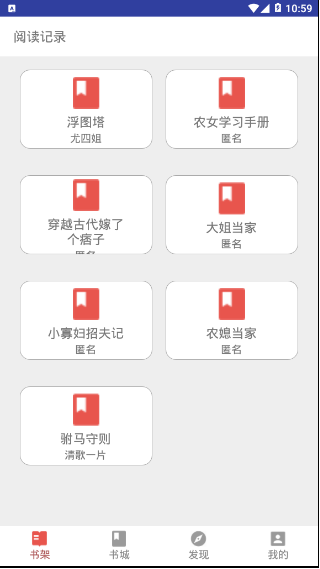 10:59
阅读记录
浮图塔
尤四姐
农女学习手册
匿名
穿越古代嫁了
个痞子
匿名
大姐当家
匿名
小寡妇招夫记
匿名
农媳当家
匿名
驸马守则
清歌一片
书架
书城
发现
我的